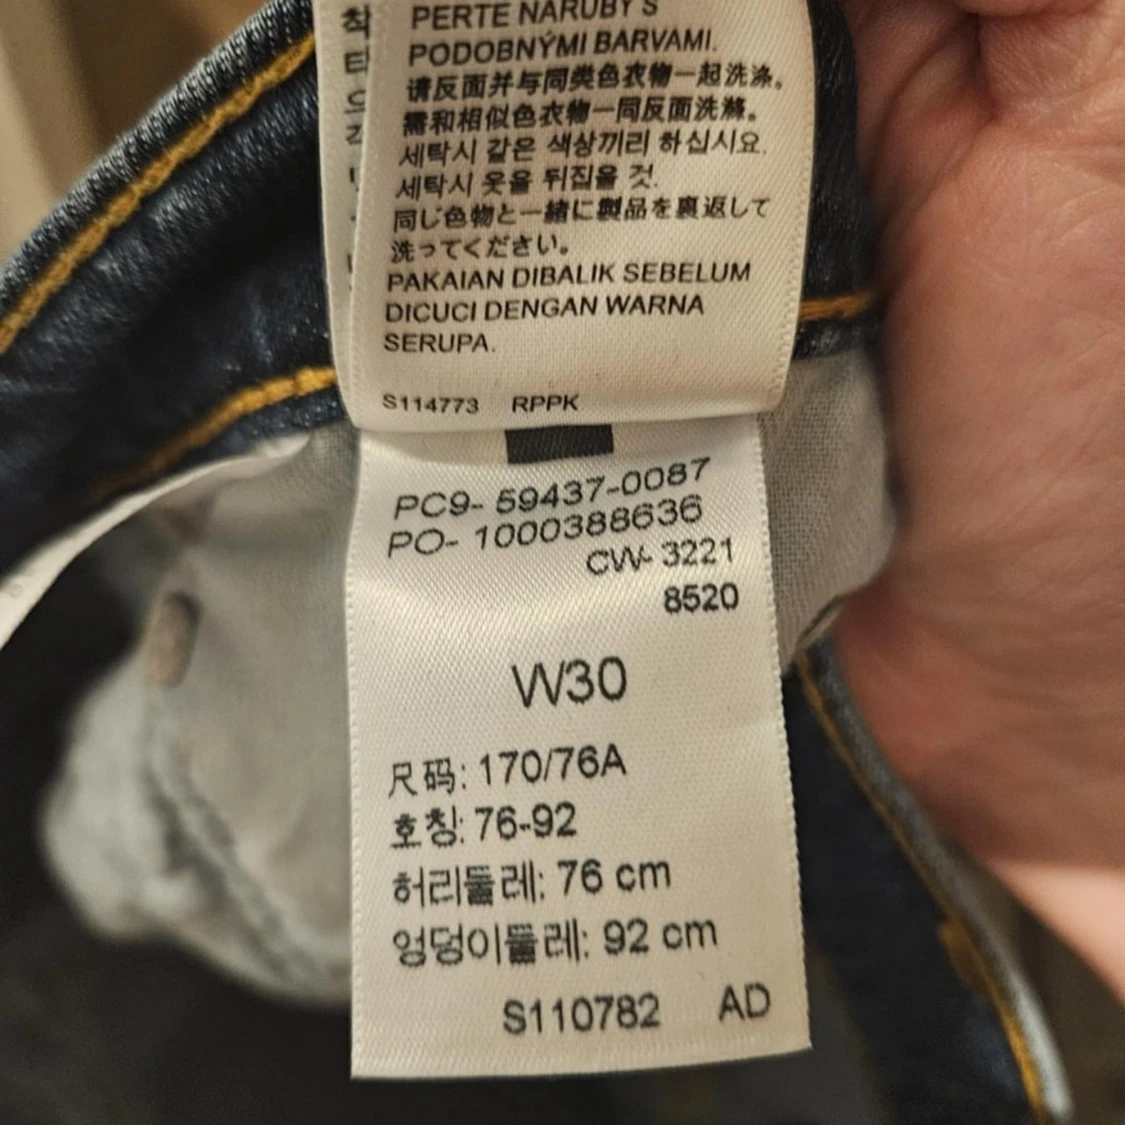 PERTE NARUBY S
PODOBNÝMI BARVAMI.
请反面并与同类色衣物一起洗涤。
需和相似色衣物一同反面洗滌。
세탁시 같은 색상끼리 하십시요.
세탁시 옷을 뒤집을 것.
同じ色物と一緒に製品を裏返して
洗ってください。
PAKAIAN DIBALIK SEBELUM
DICUCI DENGAN WARNA
SERUPA.
S114773 RPPK
PC9- 59437-0087
PO- 1000388636
CW- 3221
8520
W30
尺码: 170/76A
호칭: 76-92
허리둘레: 76 cm
엉덩이둘레: 92 cm
S110782 AD